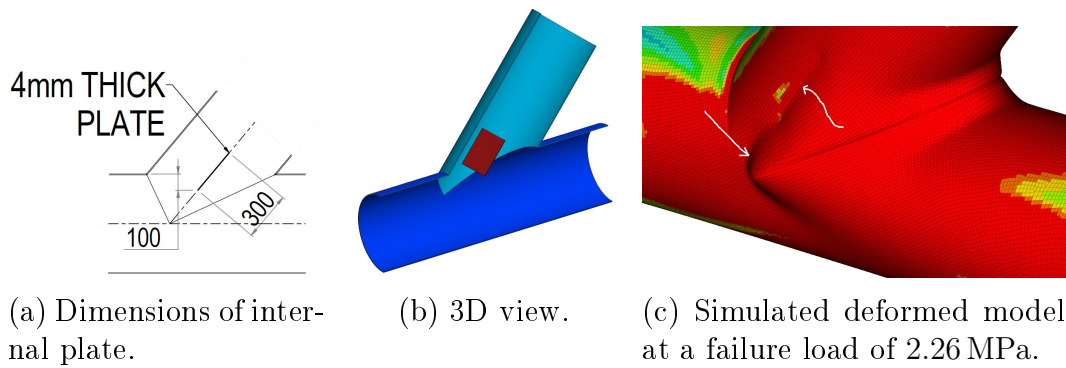 4mm THICK
PLATE
300
100
(a) Dimensions of inter-
nal plate.
(b) 3D view.
(c) Simulated deformed model
at a failure load of 2.26 MPa.